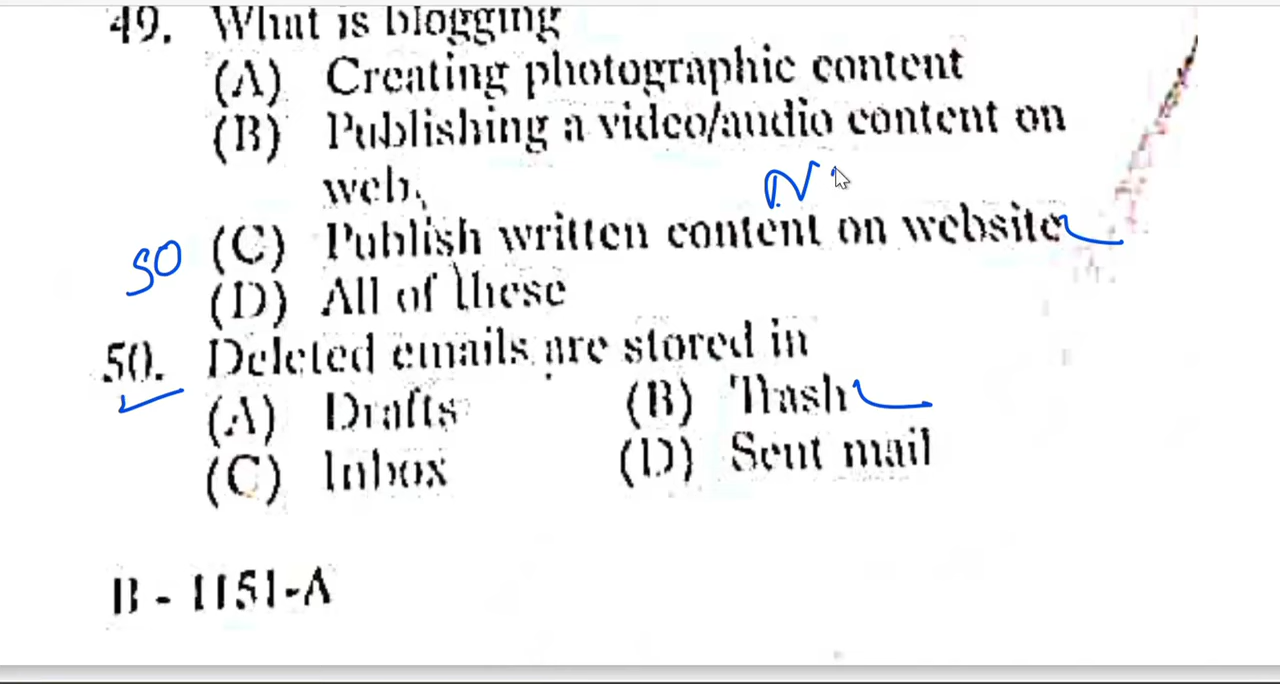 49. What is blogging
(A) Creating photographic content
(B) Publishing a video/audio content on
web.
N
50 (C) Publish written content on website
(D) All of these
50. Deleted emails are stored in
(A) Drafts (B) Trash
(C) Inbox (D) Sent mail
B - 1151-A